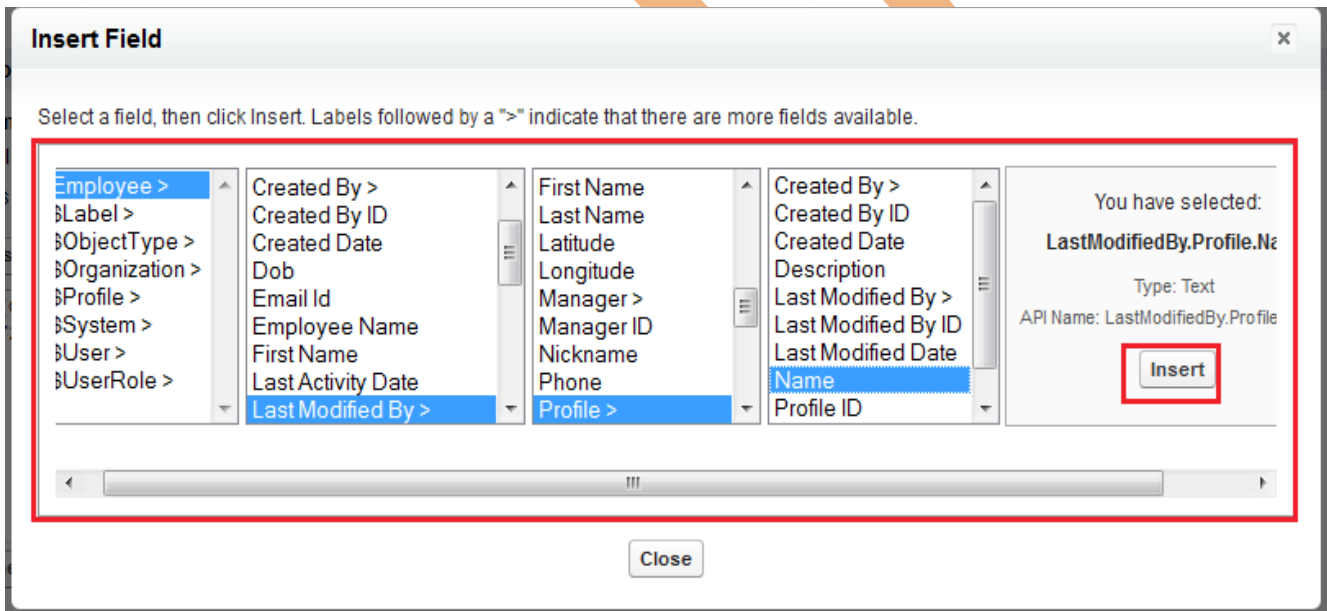 Insert Field
Select a field, then click Insert. Labels followed by a ">" indicate that there are more fields available.
Employee >
$Label >
$ObjectType >
$Organization >
$Profile >
$System >
$User >
$UserRole >
Created By >
Created By ID
Created Date
Dob
Email Id
Employee Name
First Name
Last Activity Date
Last Modified By >
First Name
Last Name
Latitude
Longitude
Manager >
Manager ID
Nickname
Phone
Profile >
Created By >
Created By ID
Created Date
Description
Last Modified By >
Last Modified By ID
Last Modified Date
Name
Profile ID
You have selected:
LastModifiedBy.Profile.Na
Type: Text
API Name: LastModifiedBy.Profile
Insert
Close